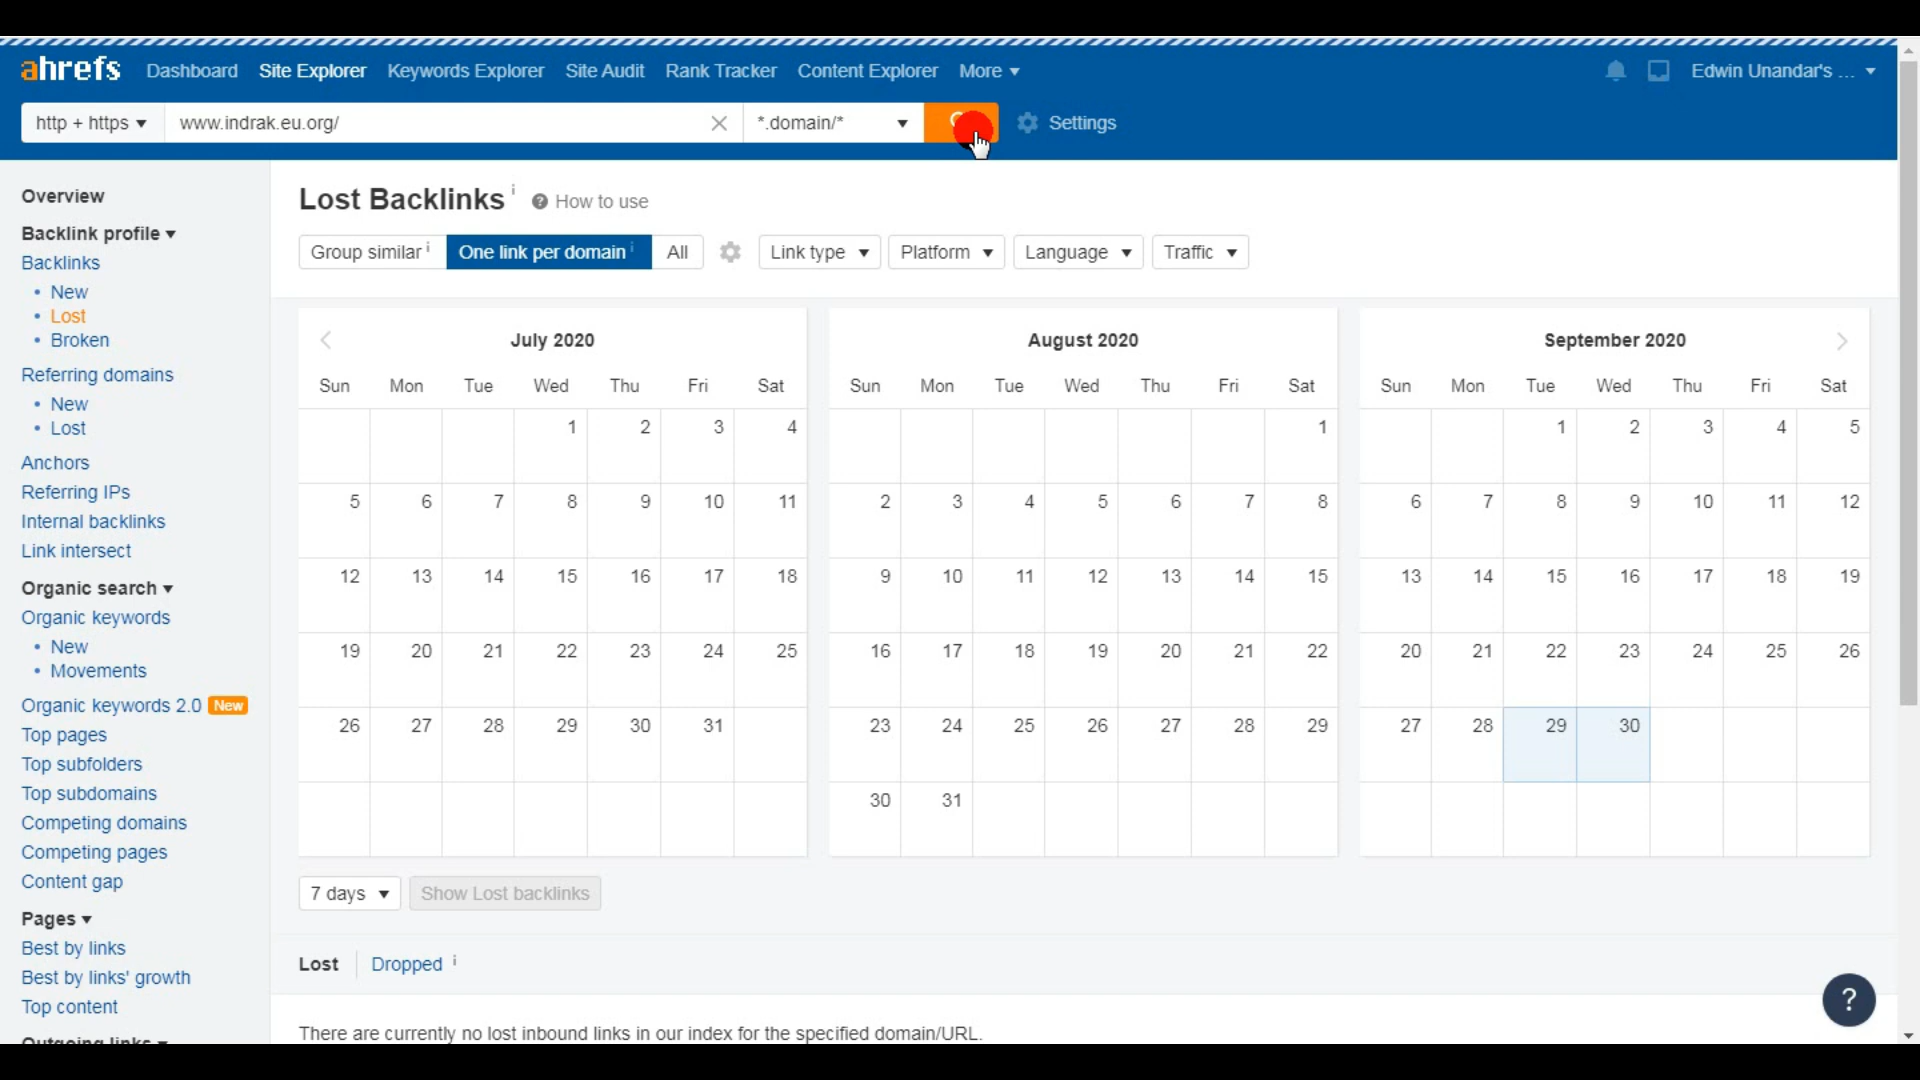 ahrefs Dashboard Site Explorer Keywords Explorer Site Audit Rank Tracker Content Explorer More Edwin Unandar's ...
http + https www.indrak.eu.org/ *.domain/* Settings
Overview
Backlink profile
Backlinks
• New
• Lost
• Broken
Referring domains
• New
• Lost
Anchors
Referring IPs
Internal backlinks
Link intersect
Organic search
Organic keywords
• New
• Movements
Organic keywords 2.0 New
Top pages
Top subfolders
Top subdomains
Competing domains
Competing pages
Content gap
Pages
Best by links
Best by links' growth
Top content
Outgoing links
Lost Backlinks i ? How to use
Group similar i One link per domain i All Link type Platform Language Traffic
July 2020
Sun Mon Tue Wed Thu Fri Sat
1 2 3 4
5 6 7 8 9 10 11
12 13 14 15 16 17 18
19 20 21 22 23 24 25
26 27 28 29 30 31
August 2020
Sun Mon Tue Wed Thu Fri Sat
1
2 3 4 5 6 7 8
9 10 11 12 13 14 15
16 17 18 19 20 21 22
23 24 25 26 27 28 29
30 31
September 2020
Sun Mon Tue Wed Thu Fri Sat
1 2 3 4 5
6 7 8 9 10 11 12
13 14 15 16 17 18 19
20 21 22 23 24 25 26
27 28 29 30
7 days Show Lost backlinks
Lost Dropped i
There are currently no lost inbound links in our index for the specified domain/URL.
?